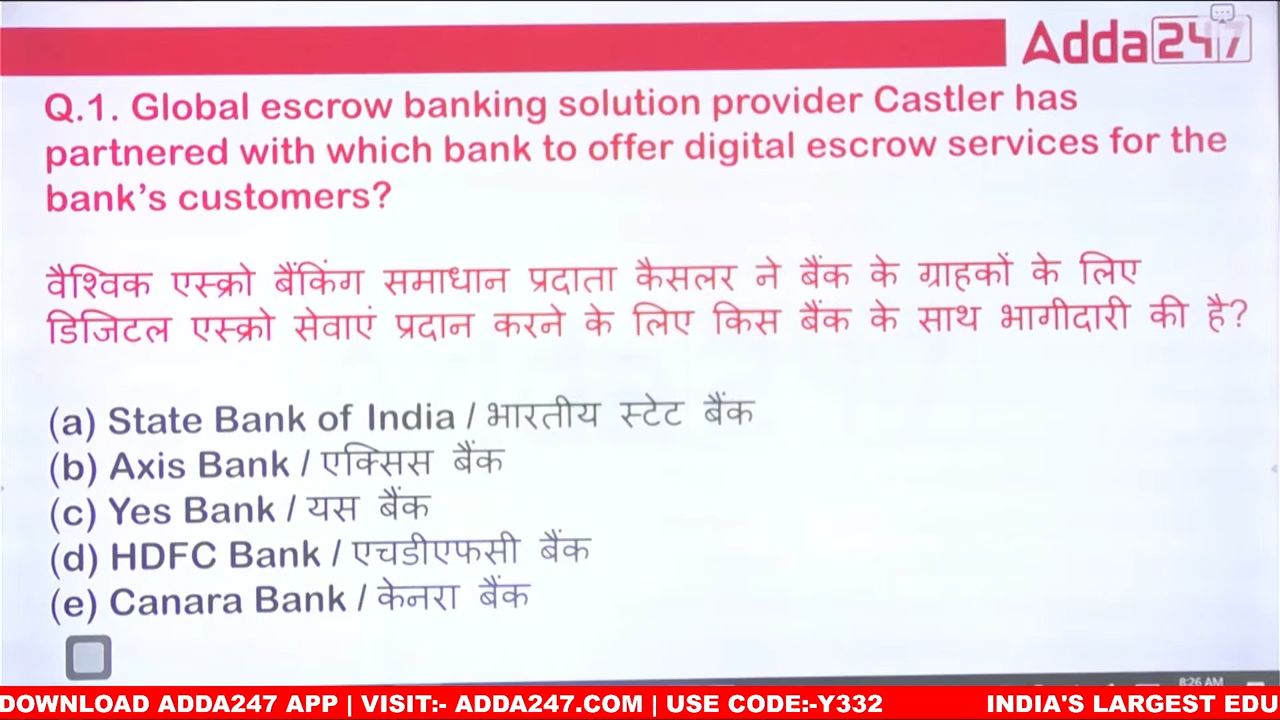 Adda247
Q.1. Global escrow banking solution provider Castler has
partnered with which bank to offer digital escrow services for the
bank's customers?
वैश्विक एस्क्रो बैंकिंग समाधान प्रदाता कैसलर ने बैंक के ग्राहकों के लिए
डिजिटल एस्क्रो सेवाएं प्रदान करने के लिए किस बैंक के साथ भागीदारी की है?
(a) State Bank of India / भारतीय स्टेट बैंक
(b) Axis Bank / एक्सिस बैंक
(c) Yes Bank / यस बैंक
(d) HDFC Bank / एचडीएफसी बैंक
(e) Canara Bank / केनरा बैंक
8:26 AM
DOWNLOAD ADDA247 APP | VISIT:- ADDA247.COM | USE CODE:-Y332 INDIA'S LARGEST EDU